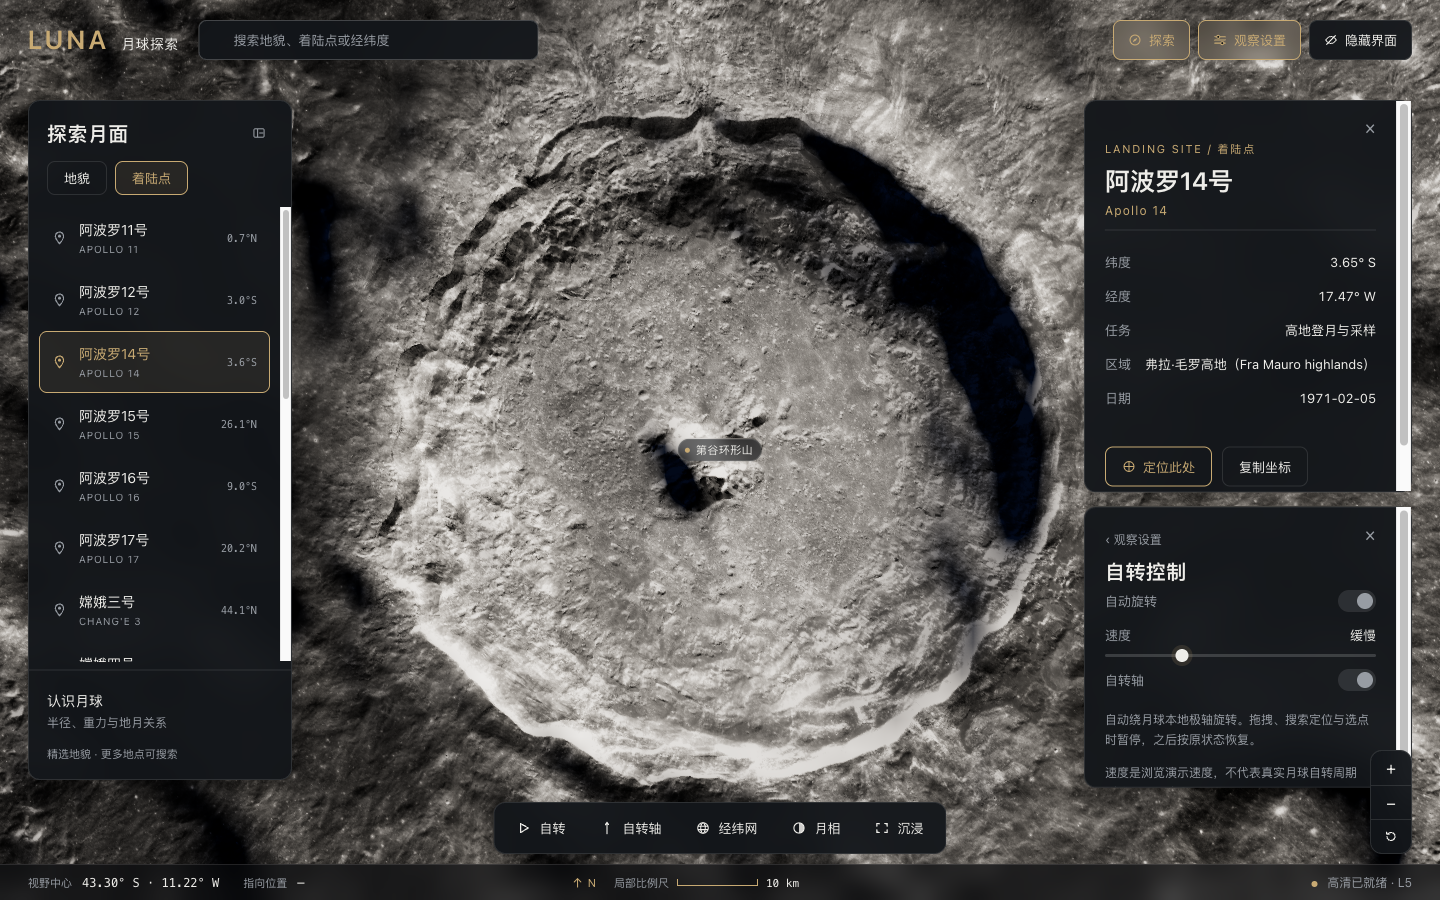 LUNA 月球探索
搜索地貌、着陆点或经纬度
探索
观察设置
隐藏界面
探索月面
地貌
着陆点
阿波罗11号
APOLLO 11
0.7°N
阿波罗12号
APOLLO 12
3.0°S
阿波罗14号
APOLLO 14
3.6°S
阿波罗15号
APOLLO 15
26.1°N
阿波罗16号
APOLLO 16
9.0°S
阿波罗17号
APOLLO 17
20.2°N
嫦娥三号
CHANG'E 3
44.1°N
认识月球
半径、重力与地月关系
精选地貌 · 更多地点可搜索
第谷环形山
LANDING SITE / 着陆点
阿波罗14号
Apollo 14
纬度 3.65° S
经度 17.47° W
任务 高地登月与采样
区域 弗拉·毛罗高地（Fra Mauro highlands）
日期 1971-02-05
定位此处
复制坐标
‹ 观察设置
自转控制
自动旋转
速度 缓慢
自转轴
自动绕月球本地极轴旋转。拖拽、搜索定位与选点
时暂停，之后按原状态恢复。
速度是浏览演示速度，不代表真实月球自转周期
自转
自转轴
经纬网
月相
沉浸
视野中心 43.30° S · 11.22° W 指向位置 —
↑ N 局部比例尺 10 km
高清已就绪 · L5